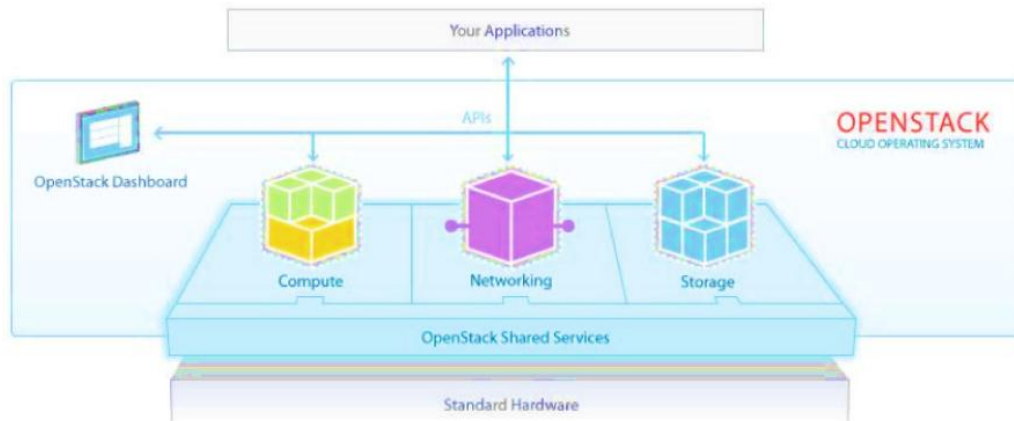 Your Applications
APIs
OPENSTACK
CLOUD OPERATING SYSTEM
OpenStack Dashboard
Compute
Networking
Storage
OpenStack Shared Services
Standard Hardware